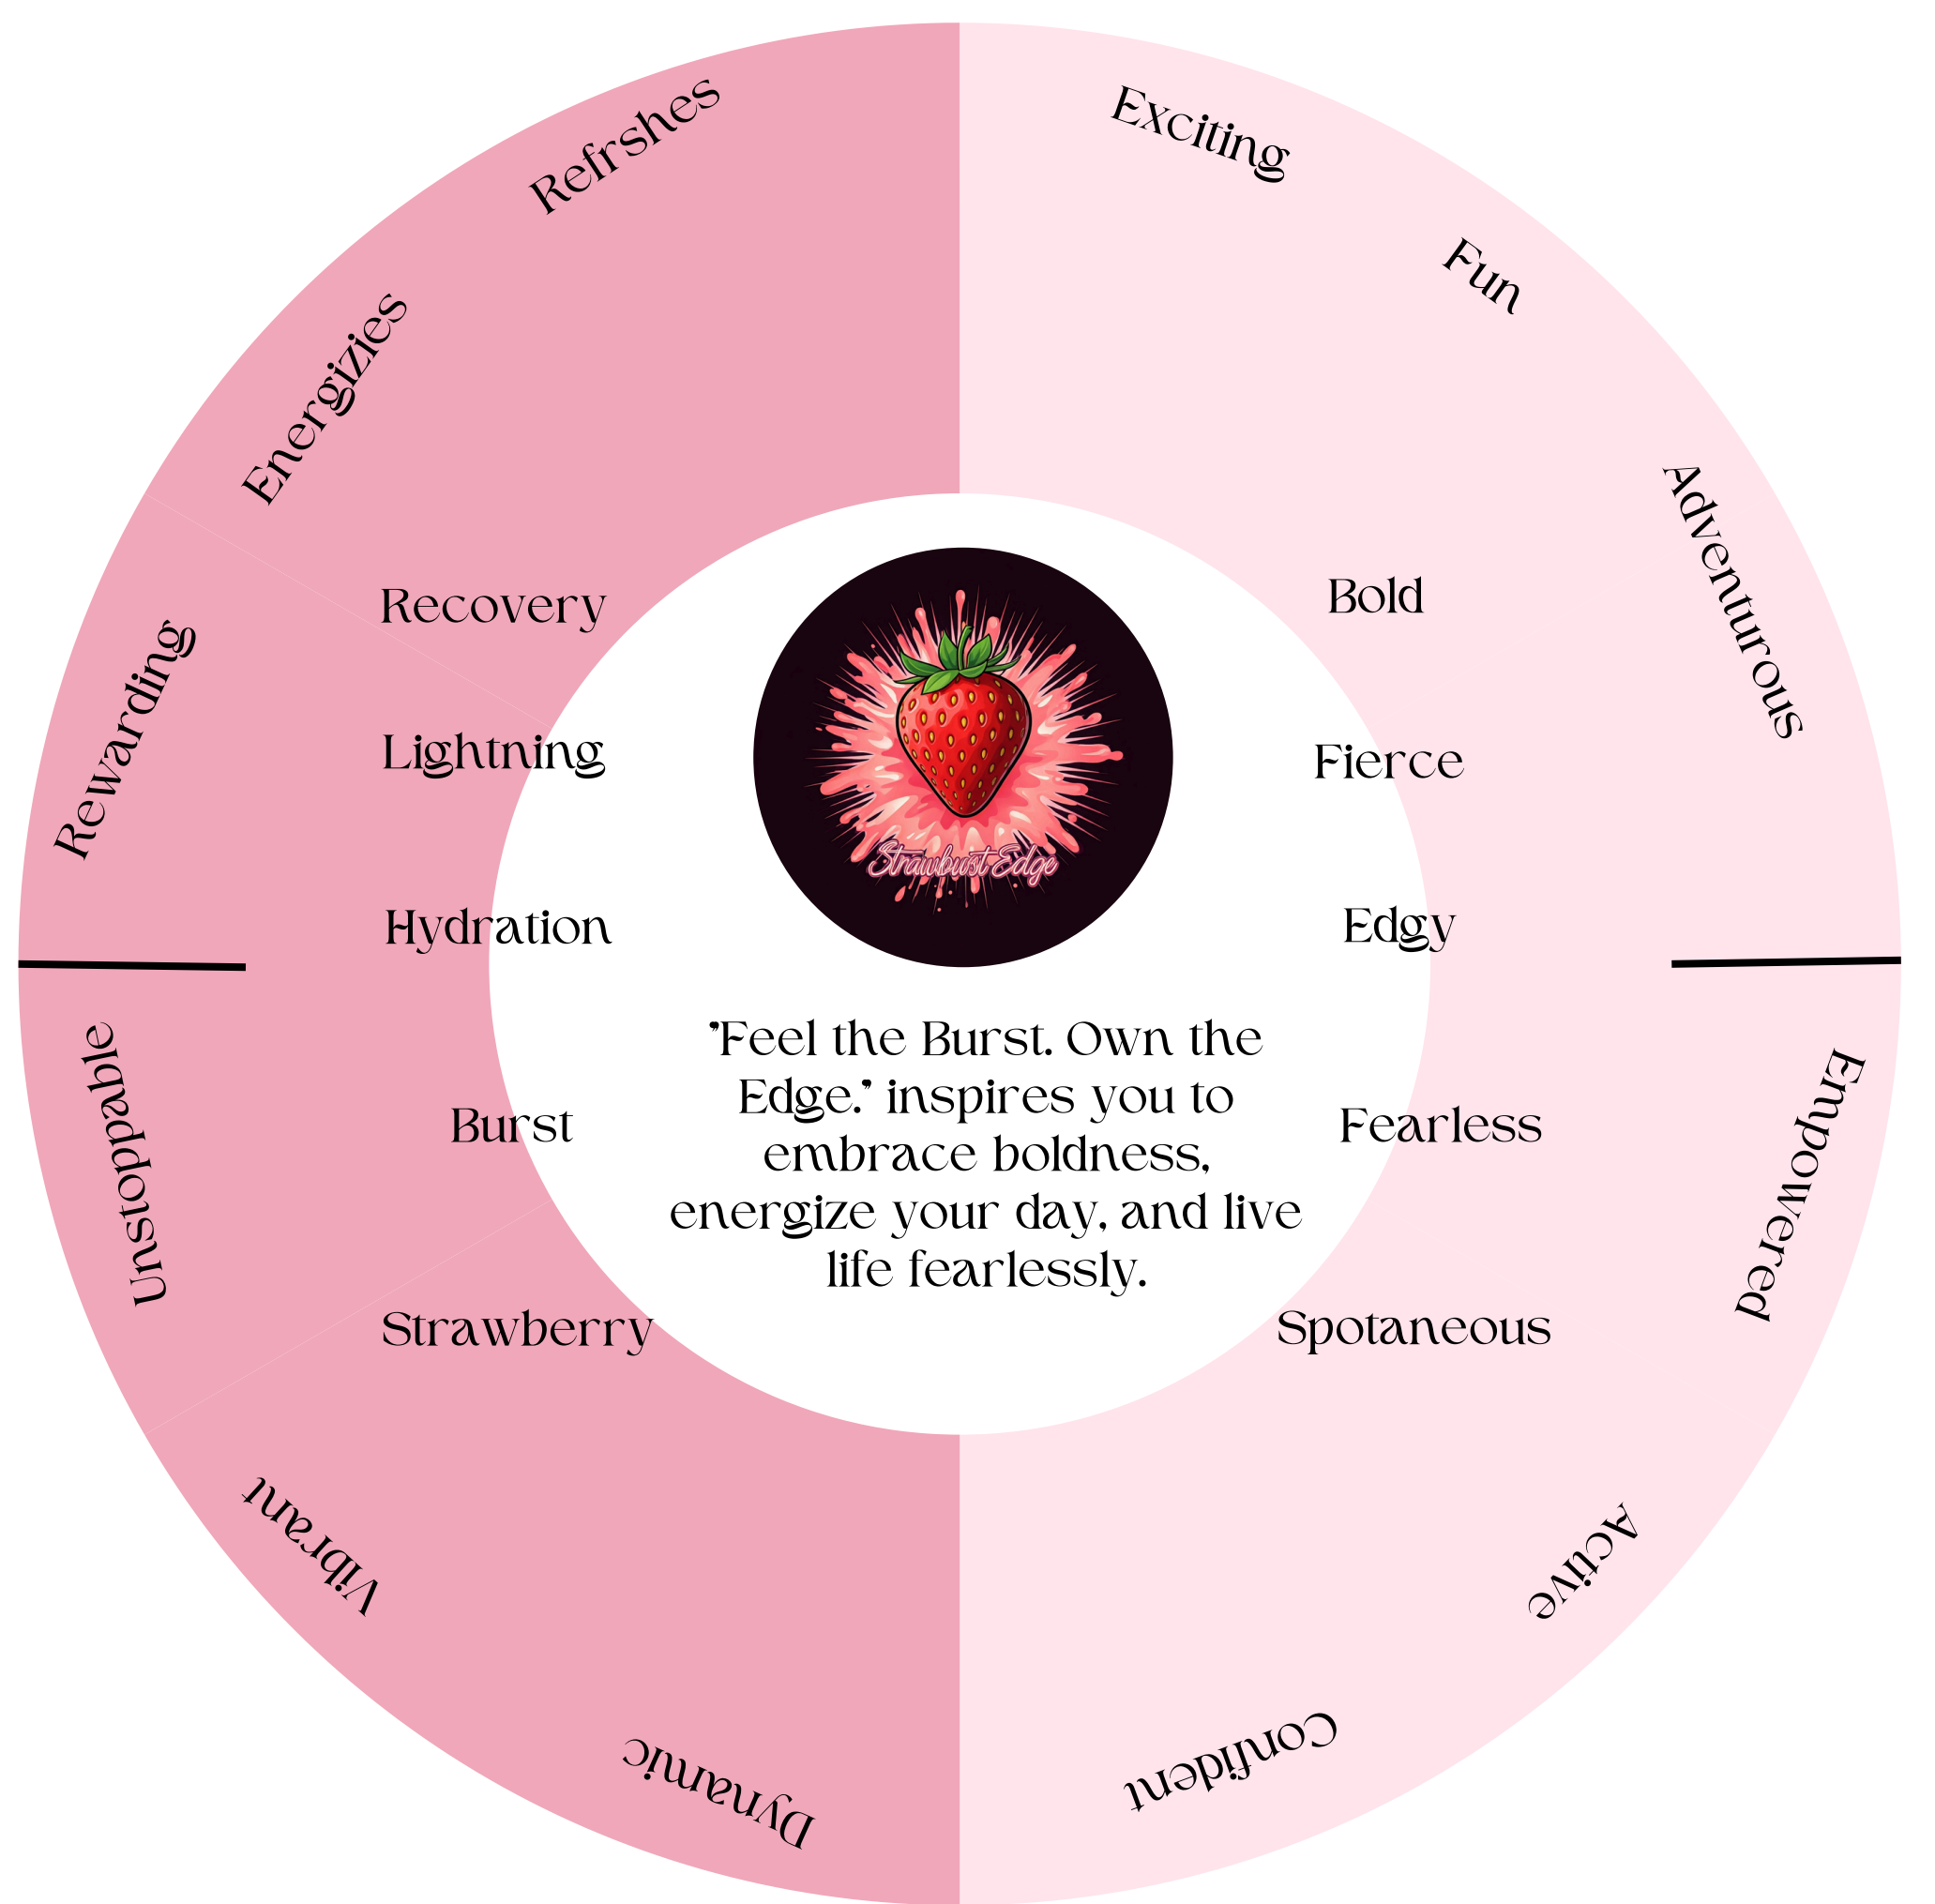 Refrshes
Exciting
Fun
Energizies
Adventurous
Recovery
Bold
Rewarding
Lightning
Fierce
Strawbust Edge
Hydration
Edgy
Unstoppable
"Feel the Burst. Own the
Edge." inspires you to
embrace boldness,
energize your day, and live
life fearlessly.
Empowered
Burst
Fearless
Strawberry
Spotaneous
Vibrant
Active
Dynamic
Confident